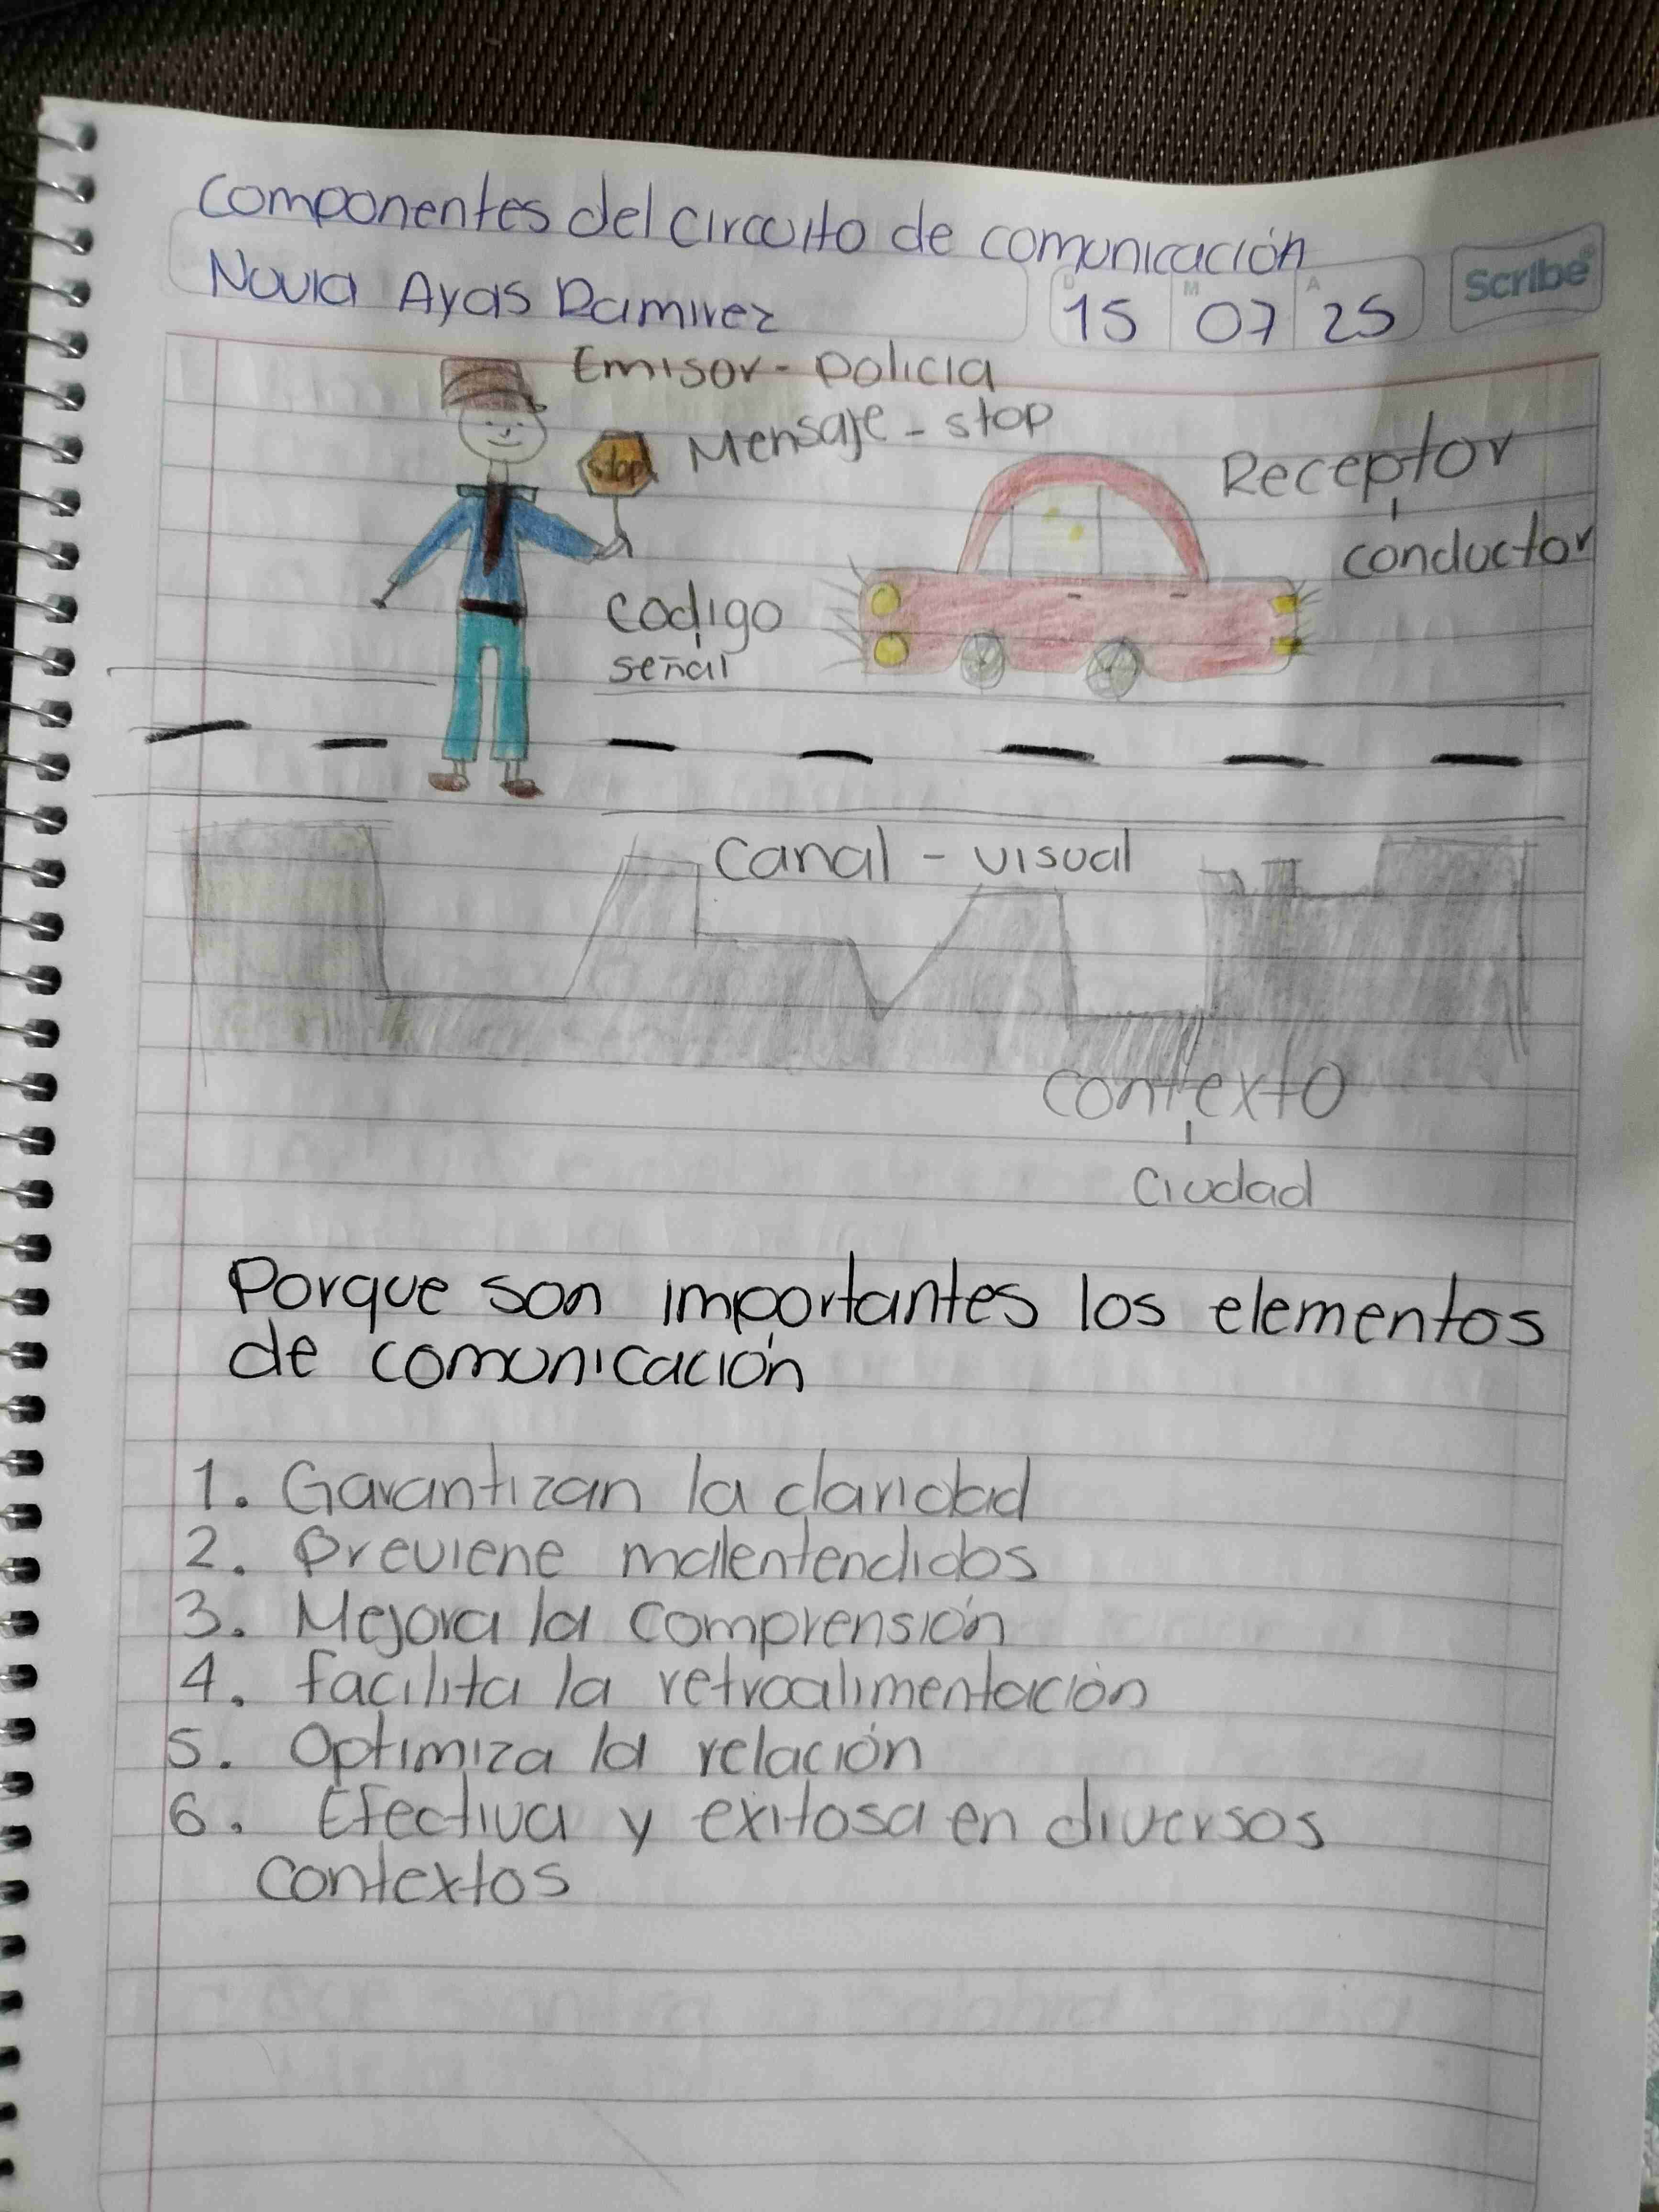 Componentes del circuito de comunicación
Scribe
Novia Ayas Ramirez
D M A
15 07 25
Emisor - policia
Mensaje - stop
stop
Receptor
conductor
codigo
señal
Canal - visual
contexto
Ciudad
Porque son importantes los elementos
de comunicación
1. Garantizan la claridad
2. Previene malentendidos
3. Mejora la comprensión
4. facilita la retroalimentación
5. Optimiza la relación
6. Efectiva y exitosa en diversos
contextos